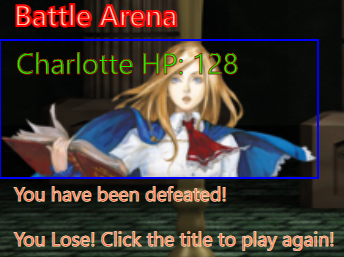 Battle Arena
Charlotte HP: 128
You have been defeated!
You Lose! Click the title to play again!